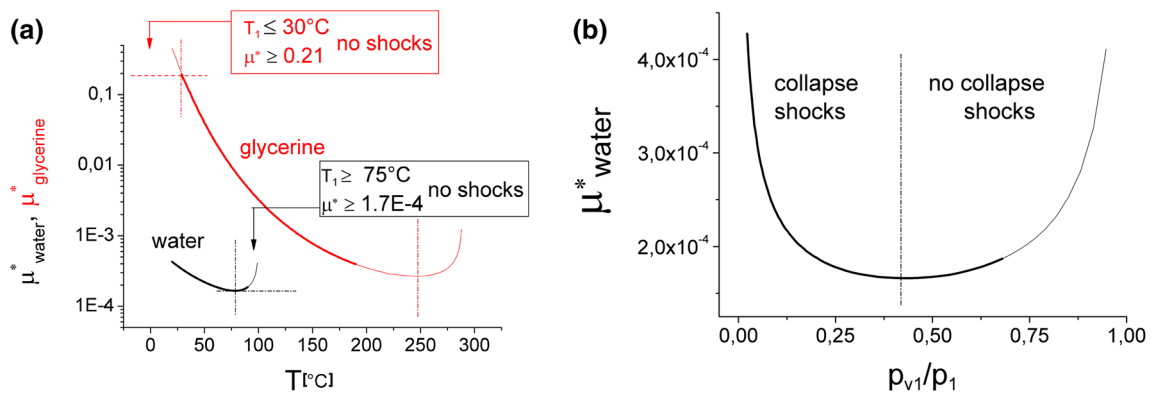 (a)
T₁ ≤ 30°C
μ* ≥ 0.21
no shocks
0,1
0,01
1E-3
1E-4
μ*water, μ*glycerine
glycerine
T₁ ≥ 75°C
μ* ≥ 1.7E-4
no shocks
water
0 50 100 150 200 250 300
T[°C]
(b)
4,0x10⁻⁴
3,0x10⁻⁴
2,0x10⁻⁴
μ*water
collapse
shocks
no collapse
shocks
0,00 0,25 0,50 0,75 1,00
pv1/p1